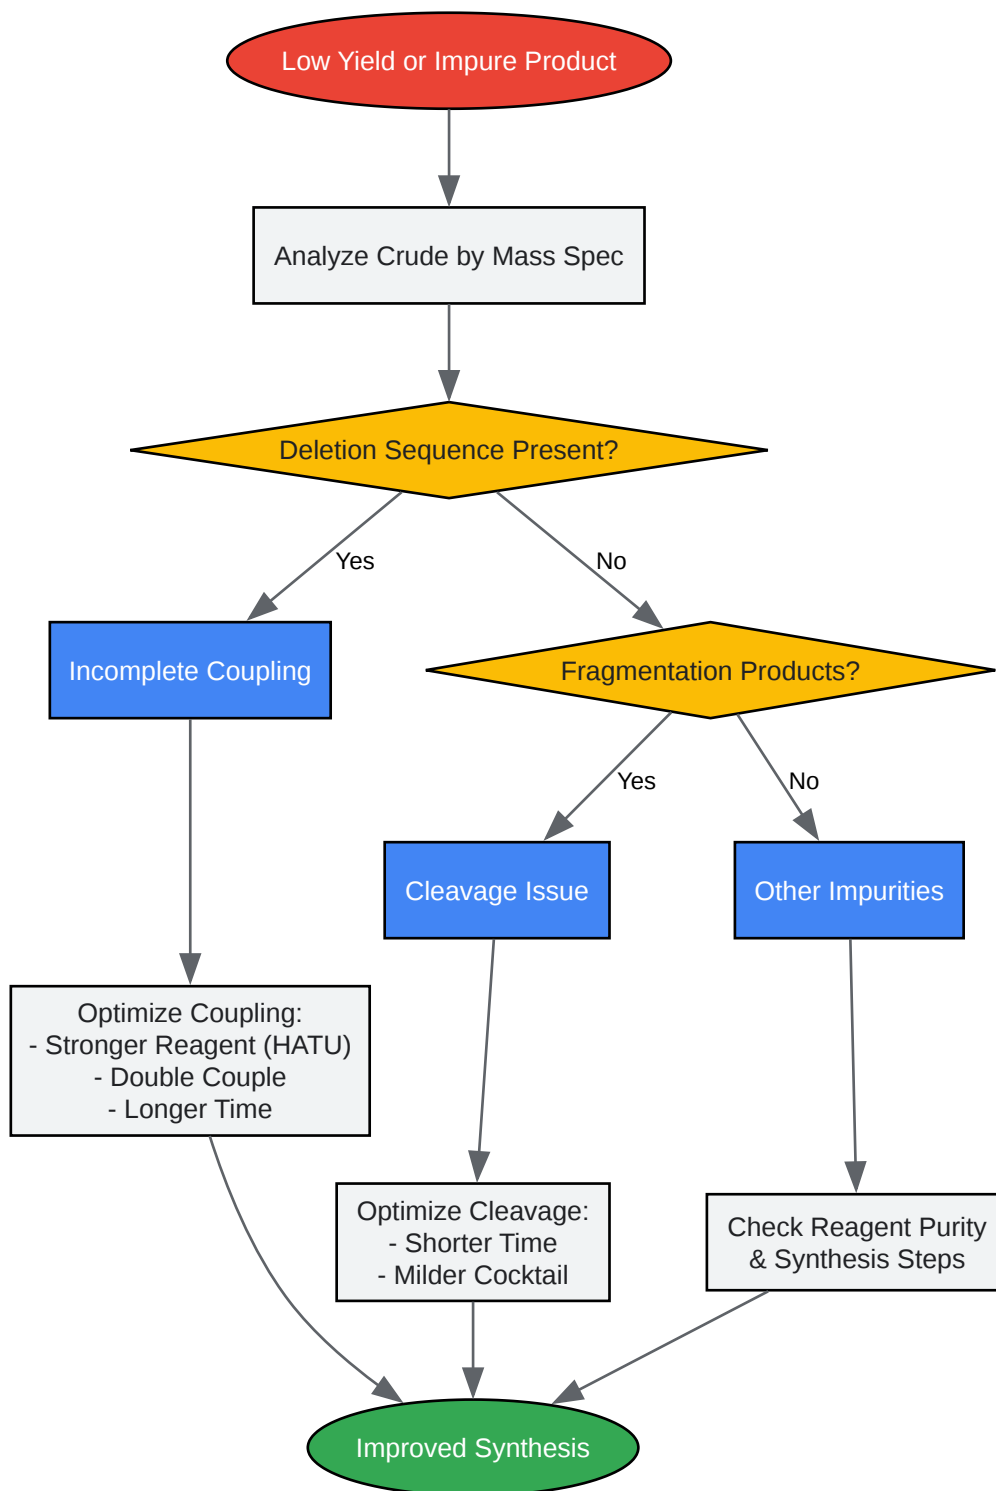 Low Yield or Impure Product
Analyze Crude by Mass Spec
Deletion Sequence Present?
Yes
No
Incomplete Coupling
Fragmentation Products?
Yes
No
Cleavage Issue
Other Impurities
Optimize Coupling:
- Stronger Reagent (HATU)
- Double Couple
- Longer Time
Optimize Cleavage:
- Shorter Time
- Milder Cocktail
Check Reagent Purity
& Synthesis Steps
Improved Synthesis